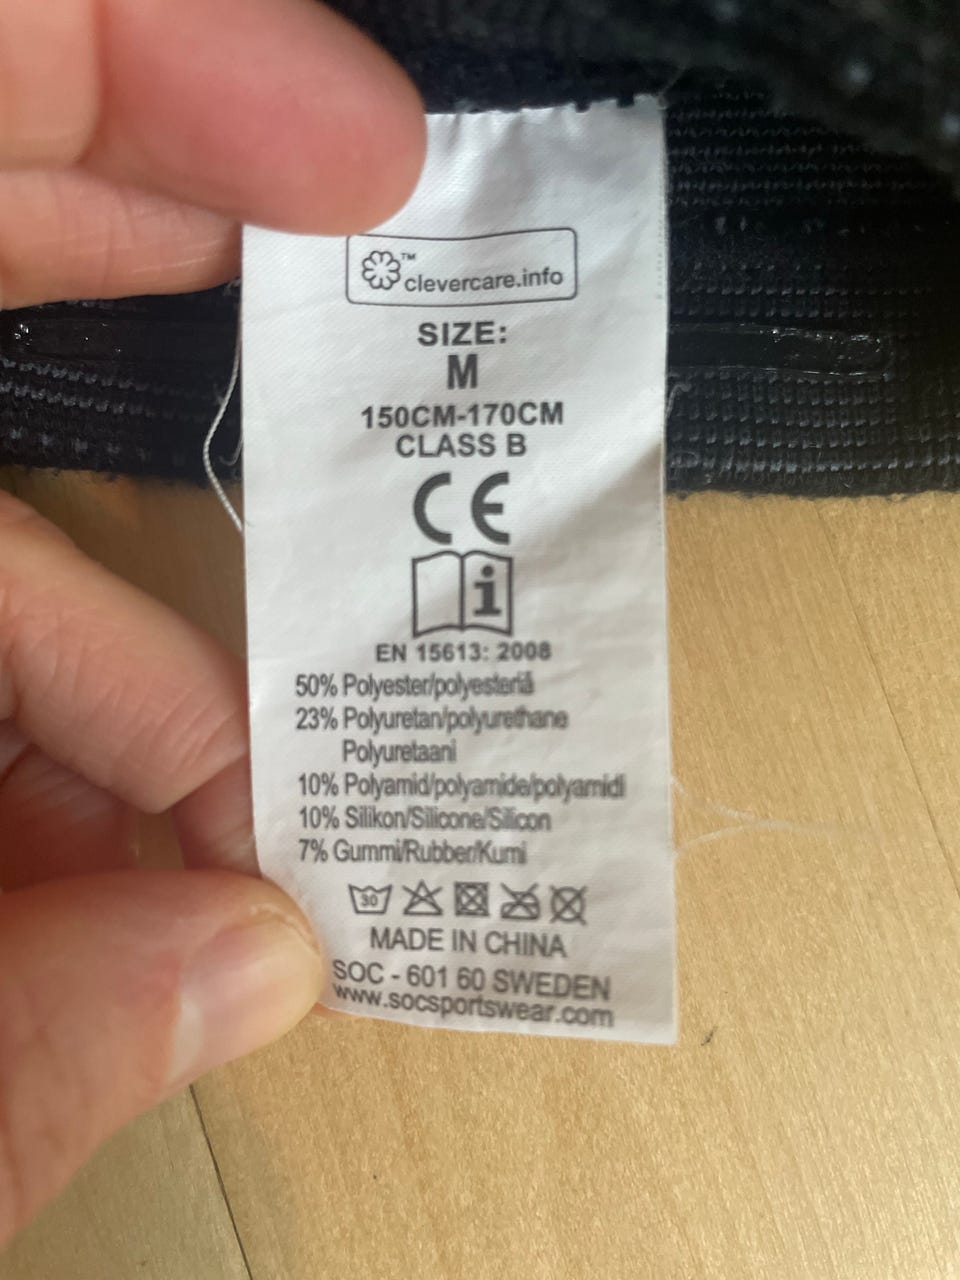 ™
clevercare.info
SIZE:
M
150CM-170CM
CLASS B
CE
i
EN 15613: 2008
50% Polyester/polyesteriä
23% Polyuretan/polyurethane
Polyuretaani
10% Polyamid/polyamide/polyamidi
10% Silikon/Silicone/Silicon
7% Gummi/Rubber/Kumi
30
MADE IN CHINA
SOC - 601 60 SWEDEN
www.socsportswear.com